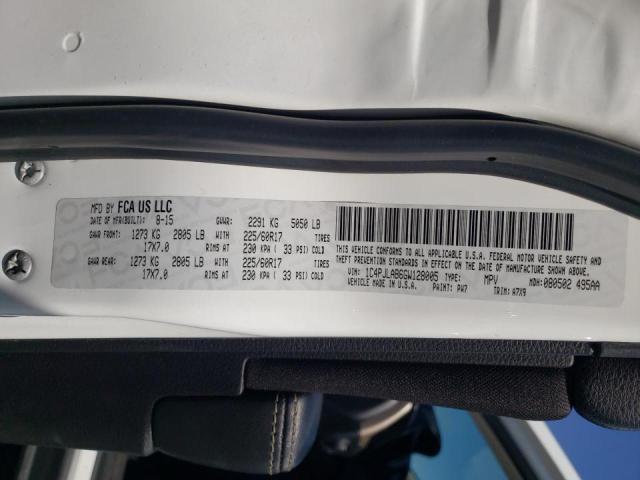 MFD BY FCA US LLC
DATE OF MFR(BUILT): 8-15 GVWR: 2291 KG 5050 LB
GAWR FRONT: 1273 KG 2805 LB WITH 225/60R17 TIRES
17X7.0 RIMS AT 230 KPA ( 33 PSI) COLD
GAWR REAR: 1273 KG 2805 LB WITH 225/60R17 TIRES
17X7.0 RIMS AT 230 KPA ( 33 PSI) COLD
THIS VEHICLE CONFORMS TO ALL APPLICABLE U.S.A. FEDERAL MOTOR VEHICLE SAFETY, BUMPER AND
THEFT PREVENTION STANDARDS IN EFFECT ON THE DATE OF MANUFACTURE SHOWN ABOVE.
VIN: 1C4PJLAB6GW128005 TYPE: MPV MDH: 080502 495AA
VEHICLE MADE IN U.S.A. PAINT: PW7 TRIM: A7X9